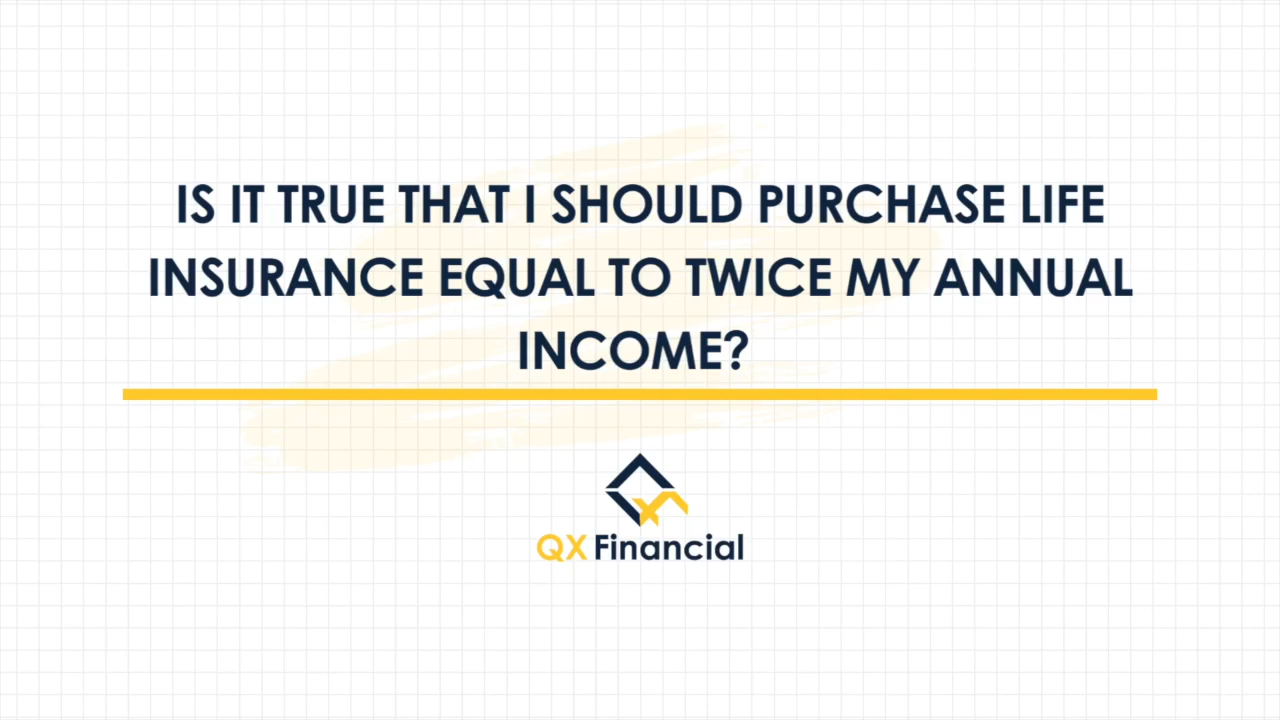 IS IT TRUE THAT I SHOULD PURCHASE LIFE
INSURANCE EQUAL TO TWICE MY ANNUAL
INCOME?
QX Financial